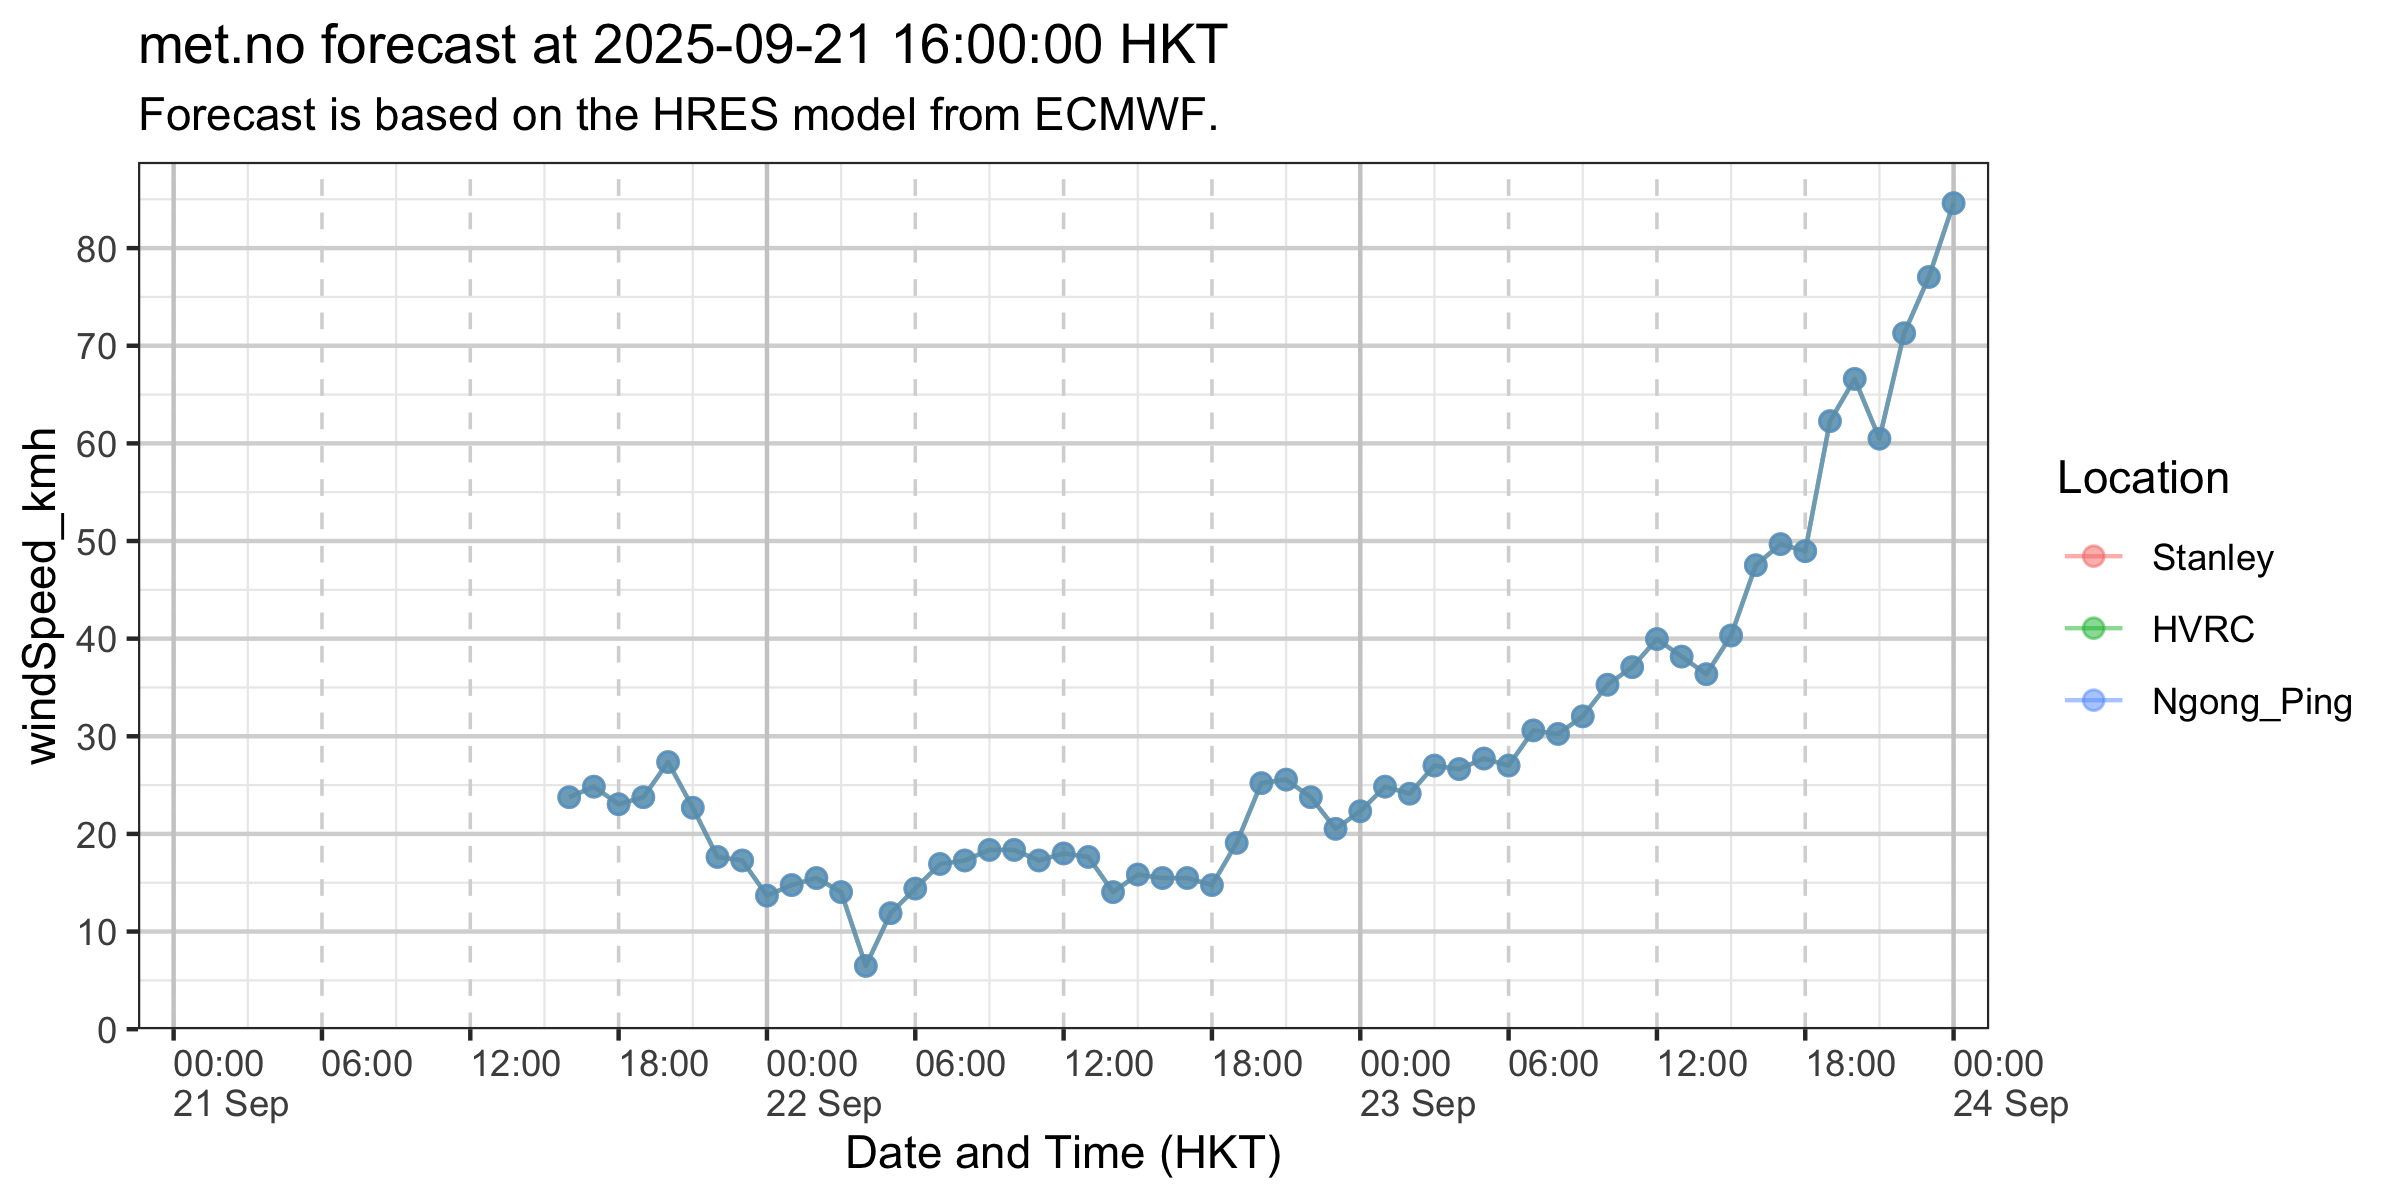 met.no forecast at 2025-09-21 16:00:00 HKT
Forecast is based on the HRES model from ECMWF.
windSpeed_kmh
80
70
60
50
40
30
20
10
0
00:00 06:00 12:00 18:00 00:00 06:00 12:00 18:00 00:00 06:00 12:00 18:00 00:00
21 Sep 22 Sep 23 Sep 24 Sep
Date and Time (HKT)
Location
Stanley
HVRC
Ngong_Ping